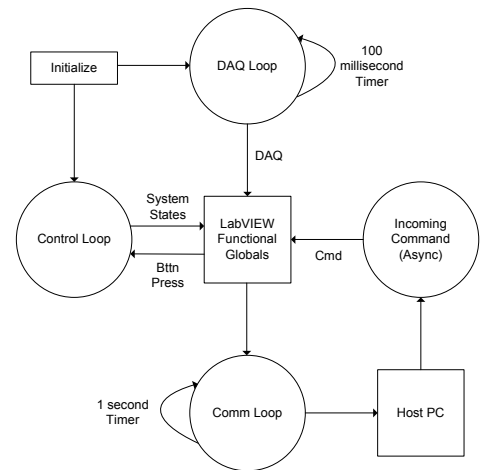 Initialize
DAQ Loop
100
millisecond
Timer
DAQ
System
States
Control Loop
LabVIEW
Functional
Globals
Bttn
Press
Cmd
Incoming
Command
(Async)
1 second
Timer
Comm Loop
Host PC